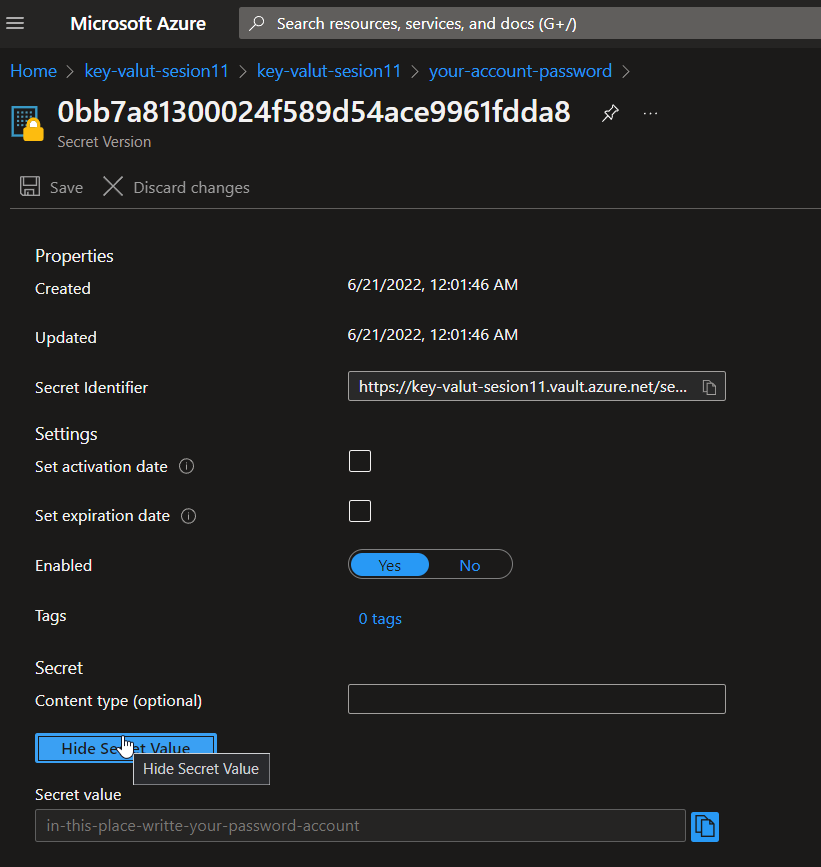 Microsoft Azure
Search resources, services, and docs (G+/)
Home > key-valut-sesion11 > key-valut-sesion11 > your-account-password >
0bb7a81300024f589d54ace9961fdda8
Secret Version
Save Discard changes
Properties
Created 6/21/2022, 12:01:46 AM
Updated 6/21/2022, 12:01:46 AM
Secret Identifier https://key-valut-sesion11.vault.azure.net/se...
Settings
Set activation date
Set expiration date
Enabled Yes No
Tags 0 tags
Secret
Content type (optional)
Hide Secret Value
Hide Secret Value
Secret value
in-this-place-writte-your-password-account